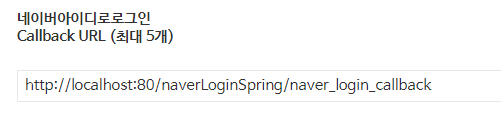 네이버아이디로로그인
Callback URL (최대 5개)
http://localhost:80/naverLoginSpring/naver_login_callback